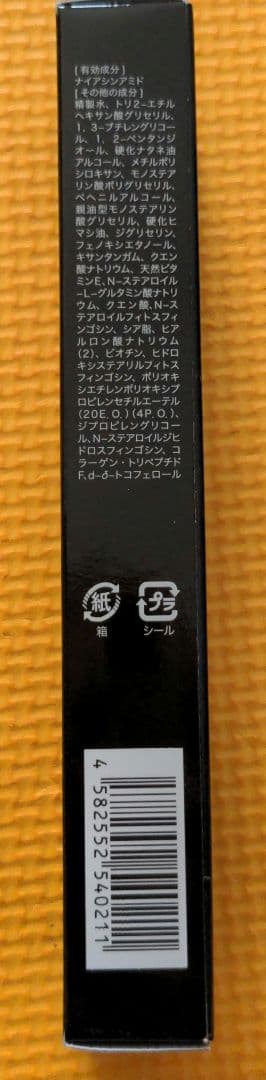 [有効成分]
ナイアシンアミド
[その他の成分]
精製水、トリ2-エチル
ヘキサン酸グリセリル、
1,3-ブチレングリコー
ル、1,2-ペンタンジ
オール、硬化ナタネ油
アルコール、メチルポリ
シロキサン、モノステア
リン酸ポリグリセリル、
ベヘニルアルコール、
親油型モノステアリン
酸グリセリル、硬化ヒ
マシ油、ジグリセリン、
フェノキシエタノール、
キサンタンガム、クエン
酸ナトリウム、天然ビタ
ミンE、N-ステアロイル
-L-グルタミン酸ナトリ
ウム、クエン酸、N-ス
テアロイルフィトスフィ
ンゴシン、シア脂、ヒア
ルロン酸ナトリウム
(2)、ビオチン、ヒドロ
キシステアリルフィトス
フィンゴシン、ポリオキ
シエチレンポリオキシプ
ロピレンセチルエーテル
(20E.O.)(4P.O.)、
ジプロピレングリコー
ル、N-ステアロイルジヒ
ドロスフィンゴシン、コ
ラーゲン・トリペプチド
F、d-δ-トコフェロール
紙
箱
プラ
シール
4 582552 540211